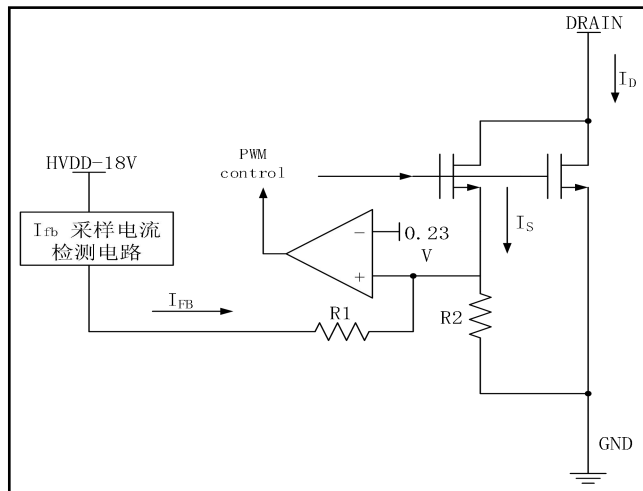 DRAIN
I_D
HVDD-18V
PWM
control
I_fb 采样电流
检测电路
I_S
−
0.23
V
+
I_FB
R1
R2
GND